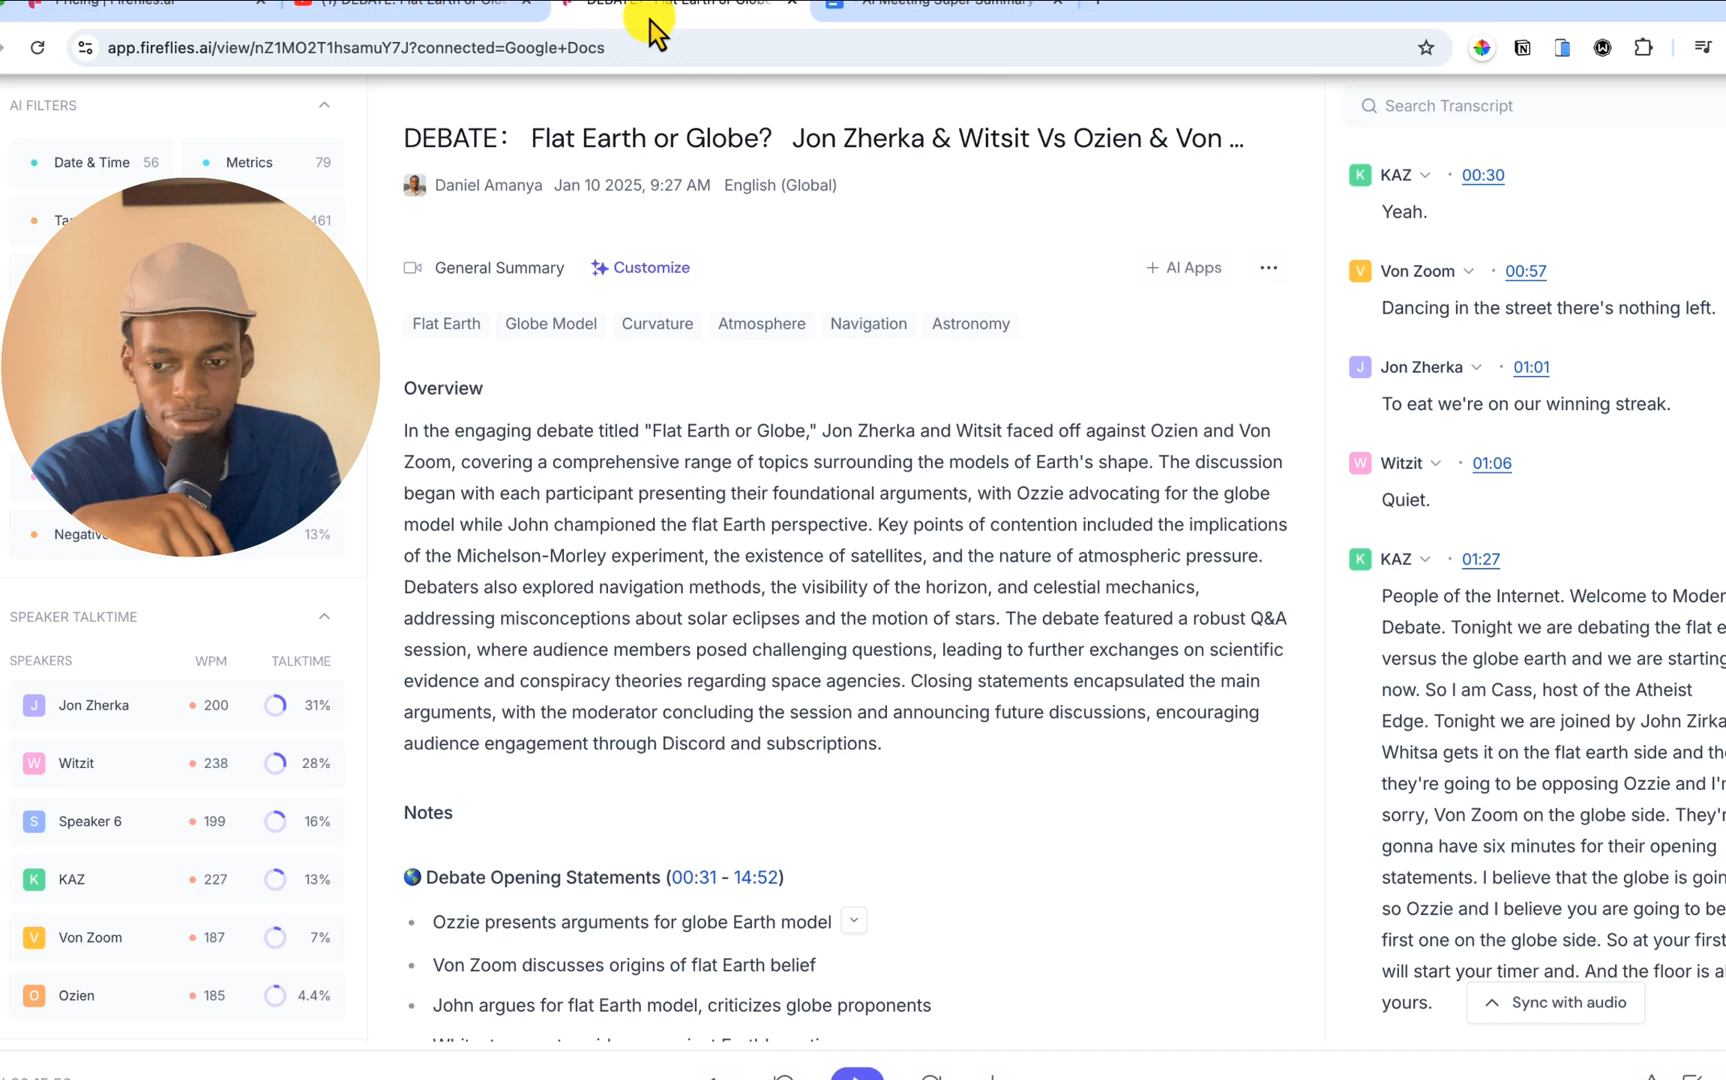 Pricing | Fireflies.ai
(1) DEBATE: Flat Earth or Glo
DEBATE: Flat Earth or Globe
AI Meeting Super Summary
app.fireflies.ai/view/nZ1MO2T1hsamuY7J?connected=Google+Docs
AI FILTERS
Date & Time 56
Metrics 79
461
Negativ
13%
SPEAKER TALKTIME
SPEAKERS WPM TALKTIME
J Jon Zherka 200 31%
W Witzit 238 28%
S Speaker 6 199 16%
K KAZ 227 13%
V Von Zoom 187 7%
O Ozien 185 4.4%
DEBATE： Flat Earth or Globe? Jon Zherka & Witsit Vs Ozien & Von ...
Daniel Amanya Jan 10 2025, 9:27 AM English (Global)
General Summary Customize
+ AI Apps
Flat Earth Globe Model Curvature Atmosphere Navigation Astronomy
Overview
In the engaging debate titled "Flat Earth or Globe," Jon Zherka and Witsit faced off against Ozien and Von
Zoom, covering a comprehensive range of topics surrounding the models of Earth's shape. The discussion
began with each participant presenting their foundational arguments, with Ozzie advocating for the globe
model while John championed the flat Earth perspective. Key points of contention included the implications
of the Michelson-Morley experiment, the existence of satellites, and the nature of atmospheric pressure.
Debaters also explored navigation methods, the visibility of the horizon, and celestial mechanics,
addressing misconceptions about solar eclipses and the motion of stars. The debate featured a robust Q&A
session, where audience members posed challenging questions, leading to further exchanges on scientific
evidence and conspiracy theories regarding space agencies. Closing statements encapsulated the main
arguments, with the moderator concluding the session and announcing future discussions, encouraging
audience engagement through Discord and subscriptions.
Notes
Debate Opening Statements (00:31 - 14:52)
• Ozzie presents arguments for globe Earth model
• Von Zoom discusses origins of flat Earth belief
• John argues for flat Earth model, criticizes globe proponents
Search Transcript
K KAZ · 00:30
Yeah.
V Von Zoom · 00:57
Dancing in the street there's nothing left.
J Jon Zherka · 01:01
To eat we're on our winning streak.
W Witzit · 01:06
Quiet.
K KAZ · 01:27
People of the Internet. Welcome to Moder
Debate. Tonight we are debating the flat e
versus the globe earth and we are starting
now. So I am Cass, host of the Atheist
Edge. Tonight we are joined by John Zirka
Whitsa gets it on the flat earth side and the
they're going to be opposing Ozzie and I'm
sorry, Von Zoom on the globe side. They'r
gonna have six minutes for their opening
statements. I believe that the globe is goin
so Ozzie and I believe you are going to be
first one on the globe side. So at your first
will start your timer and. And the floor is al
yours.
Sync with audio